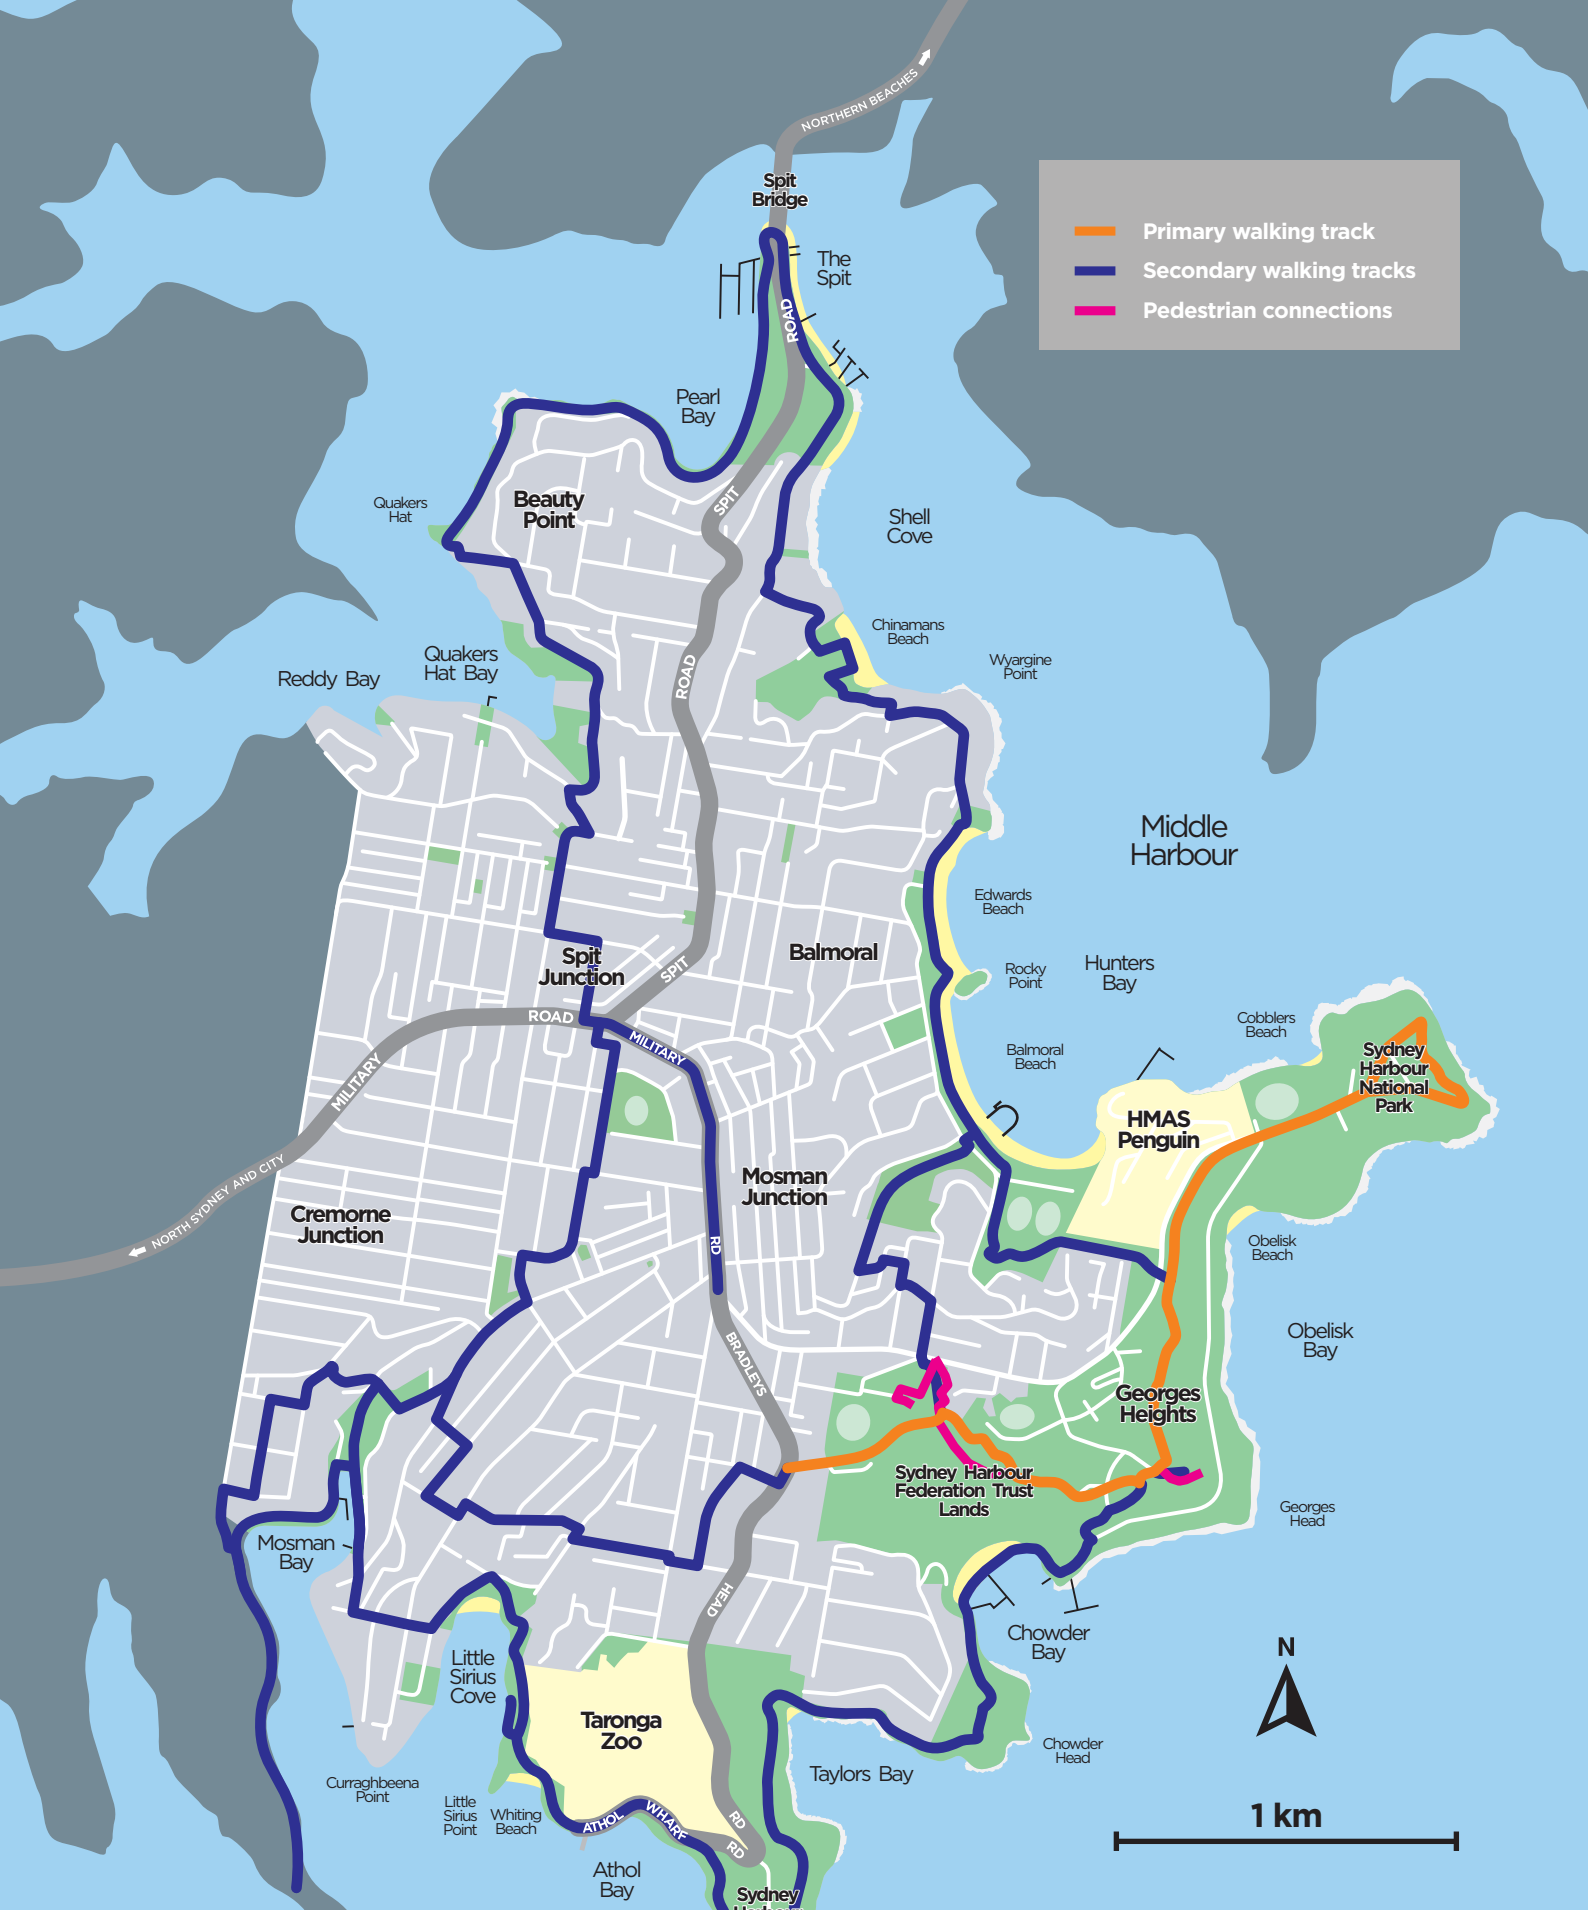 NORTHERN BEACHES
Spit
Bridge
The
Spit
Primary walking track
Secondary walking tracks
Pedestrian connections
ROAD
Pearl
Bay
Quakers
Hat
Beauty
Point
SPIT
Shell
Cove
Chinamans
Beach
Wyargine
Point
Quakers
Hat Bay
Reddy Bay
ROAD
Middle
Harbour
Edwards
Beach
Balmoral
Spit
Junction
SPIT
Rocky
Point
Hunters
Bay
ROAD
MILITARY
Cobblers
Beach
Balmoral
Beach
Sydney
Harbour
National
Park
MILITARY
HMAS
Penguin
Mosman
Junction
NORTH SYDNEY AND CITY
Cremorne
Junction
RD
Obelisk
Beach
Obelisk
Bay
BRADLEYS
Georges
Heights
Sydney Harbour
Federation Trust
Lands
Georges
Head
Mosman
Bay
HEAD
Chowder
Bay
N
Little
Sirius
Cove
Taronga
Zoo
Chowder
Head
Taylors Bay
Curraghbeena
Point
Little
Sirius
Point
Whiting
Beach
ATHOL
WHARF
RD
RD
1 km
Athol
Bay
Sydney